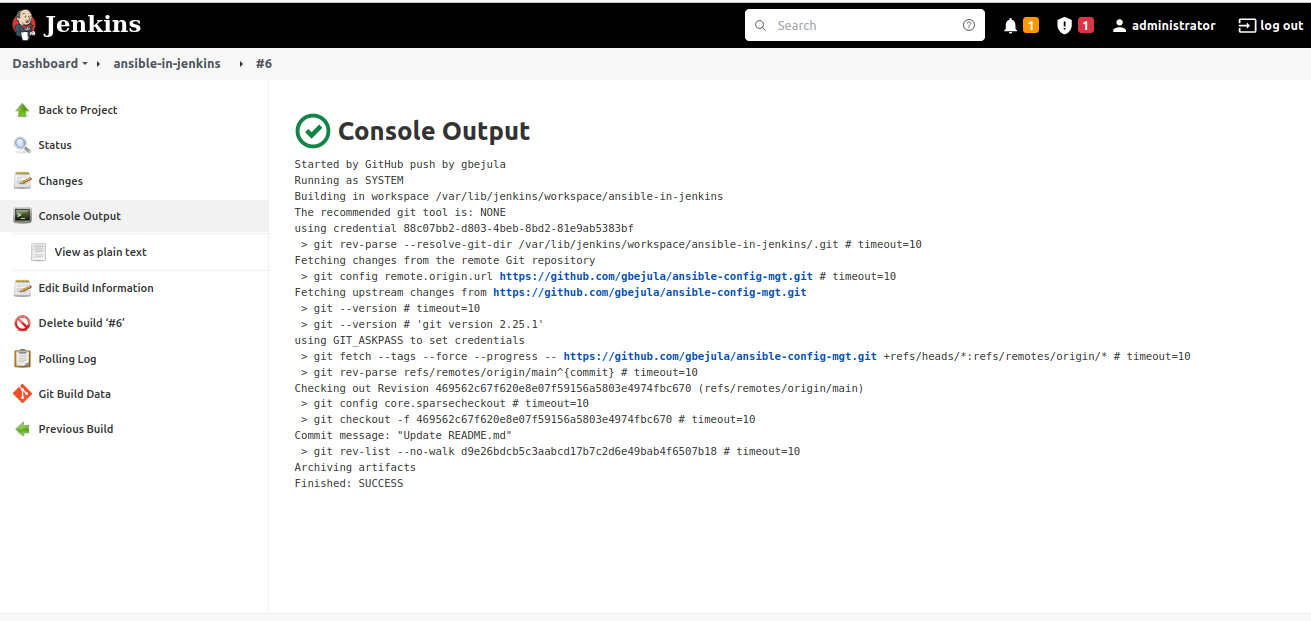 Jenkins
Search
1
1
administrator
log out
Dashboard
ansible-in-jenkins
#6
Back to Project
Status
Changes
Console Output
View as plain text
Edit Build Information
Delete build ‘#6’
Polling Log
Git Build Data
Previous Build
Console Output
Started by GitHub push by gbejula
Running as SYSTEM
Building in workspace /var/lib/jenkins/workspace/ansible-in-jenkins
The recommended git tool is: NONE
using credential 88c07bb2-d803-4beb-8bd2-81e9ab5383bf
> git rev-parse --resolve-git-dir /var/lib/jenkins/workspace/ansible-in-jenkins/.git # timeout=10
Fetching changes from the remote Git repository
> git config remote.origin.url https://github.com/gbejula/ansible-config-mgt.git # timeout=10
Fetching upstream changes from https://github.com/gbejula/ansible-config-mgt.git
> git --version # timeout=10
> git --version # 'git version 2.25.1'
using GIT_ASKPASS to set credentials
> git fetch --tags --force --progress -- https://github.com/gbejula/ansible-config-mgt.git +refs/heads/*:refs/remotes/origin/* # timeout=10
> git rev-parse refs/remotes/origin/main^{commit} # timeout=10
Checking out Revision 469562c67f620e8e07f59156a5803e4974fbc670 (refs/remotes/origin/main)
> git config core.sparsecheckout # timeout=10
> git checkout -f 469562c67f620e8e07f59156a5803e4974fbc670 # timeout=10
Commit message: "Update README.md"
> git rev-list --no-walk d9e26bdcb5c3aabcd17b7c2d6e49bab4f6507b18 # timeout=10
Archiving artifacts
Finished: SUCCESS